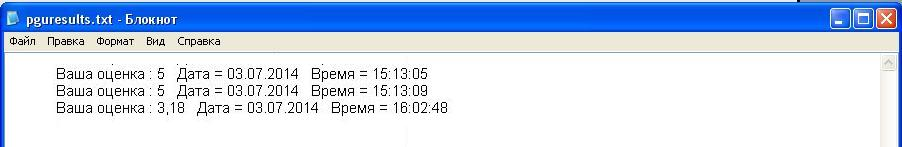 pguresults.txt - Блокнот
Файл Правка Формат Вид Справка
Ваша оценка : 5 Дата = 03.07.2014 Время = 15:13:05
Ваша оценка : 5 Дата = 03.07.2014 Время = 15:13:09
Ваша оценка : 3,18 Дата = 03.07.2014 Время = 16:02:48